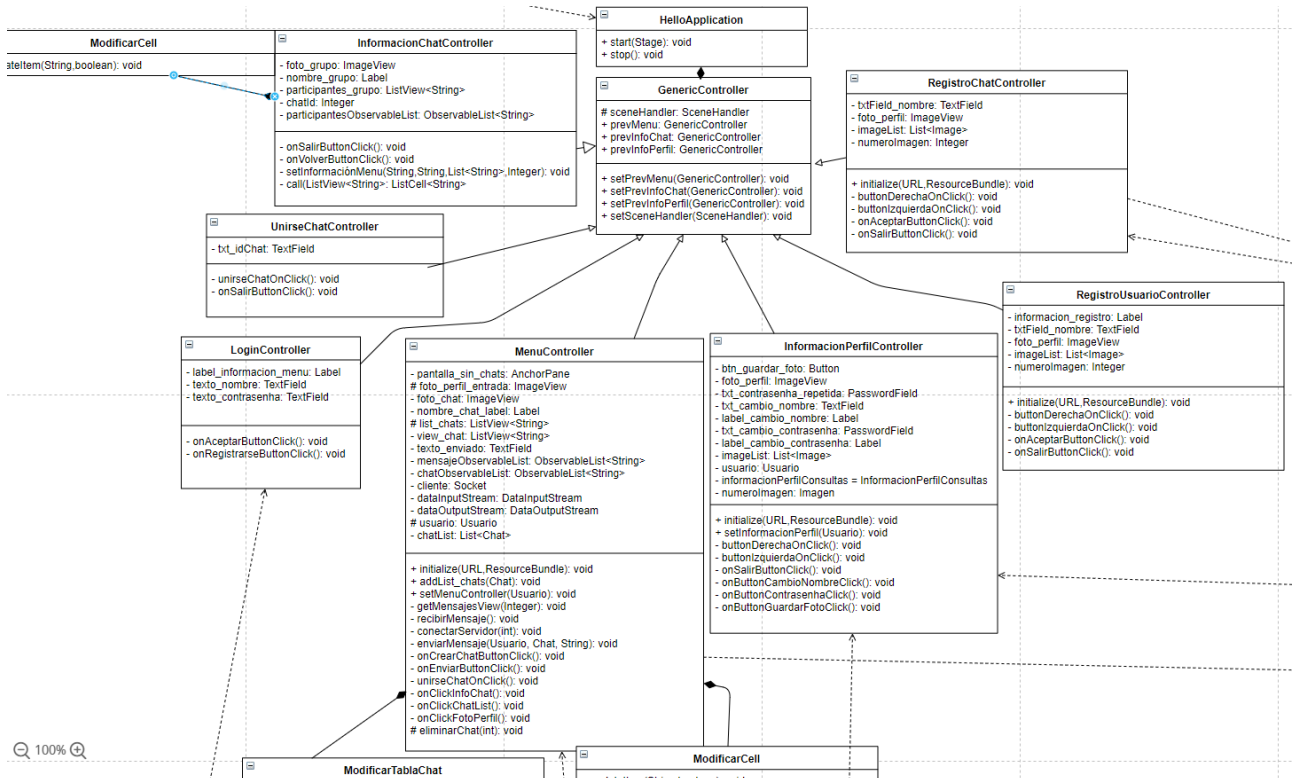 HelloApplication
+ start(Stage): void
+ stop(): void
ModificarCell
ateItem(String,boolean): void
InformacionChatController
- foto_grupo: ImageView
- nombre_grupo: Label
- participantes_grupo: ListView<String>
- chatId: Integer
- participantesObservableList: ObservableList<String>
- onSalirButtonClick(): void
- onVolverButtonClick(): void
- setInformaciónMenu(String,String,List<String>,Integer): void
- call(ListView<String>: ListCell<String>
GenericController
# sceneHandler: SceneHandler
+ prevMenu: GenericController
+ prevInfoChat: GenericController
+ prevInfoPerfil: GenericController
+ setPrevMenu(GenericController): void
+ setPrevInfoChat(GenericController): void
+ setPrevInfoPerfil(GenericController): void
+ setSceneHandler(SceneHandler): void
RegistroChatController
- txtField_nombre: TextField
- foto_perfil: ImageView
- imageList: List<Image>
- numeroImagen: Integer
+ initialize(URL,ResourceBundle): void
- buttonDerechaOnClick(): void
- buttonIzquierdaOnClick(): void
- onAceptarButtonClick(): void
- onSalirButtonClick(): void
UnirseChatController
- txt_idChat: TextField
- unirseChatOnClick(): void
- onSalirButtonClick(): void
RegistroUsuarioController
- informacion_registro: Label
- txtField_nombre: TextField
- foto_perfil: ImageView
- imageList: List<Image>
- numeroImagen: Integer
+ initialize(URL,ResourceBundle): void
- buttonDerechaOnClick(): void
- buttonIzquierdaOnClick(): void
- onAceptarButtonClick(): void
- onSalirButtonClick(): void
LoginController
- label_informacion_menu: Label
- texto_nombre: TextField
- texto_contrasenha: TextField
- onAceptarButtonClick(): void
- onRegistrarseButtonClick(): void
MenuController
- pantalla_sin_chats: AnchorPane
# foto_perfil_entrada: ImageView
- foto_chat: ImageView
- nombre_chat_label: Label
# list_chats: ListView<String>
- view_chat: ListView<String>
- texto_enviado: TextField
- mensajeObservableList: ObservableList<String>
- chatObservableList: ObservableList<String>
- cliente: Socket
- dataInputStream: DataInputStream
- dataOutputStream: DataOutputStream
# usuario: Usuario
- chatList: List<Chat>
+ initialize(URL,ResourceBundle): void
+ addList_chats(Chat): void
+ setMenuController(Usuario): void
- getMensajesView(Integer): void
- recibirMensaje(): void
- conectarServidor(int): void
- enviarMensaje(Usuario, Chat, String): void
- onCrearChatButtonClick(): void
- onEnviarButtonClick(): void
- unirseChatOnClick(): void
- onClickInfoChat(): void
- onClickChatList(): void
- onClickFotoPerfil(): void
# eliminarChat(int): void
InformacionPerfilController
- btn_guardar_foto: Button
- foto_perfil: ImageView
- txt_contrasenha_repetida: PasswordField
- txt_cambio_nombre: TextField
- label_cambio_nombre: Label
- txt_cambio_contrasenha: PasswordField
- label_cambio_contrasenha: Label
- imageList: List<Image>
- usuario: Usuario
- informacionPerfilConsultas = InformacionPerfilConsultas
- numeroImagen: Imagen
+ initialize(URL,ResourceBundle): void
+ setInformacionPerfil(Usuario): void
- buttonDerechaOnClick(): void
- buttonIzquierdaOnClick(): void
- onSalirButtonClick(): void
- onButtonCambioNombreClick(): void
- onButtonContrasenhaClick(): void
- onButtonGuardarFotoClick(): void
100%
ModificarTablaChat
ModificarCell